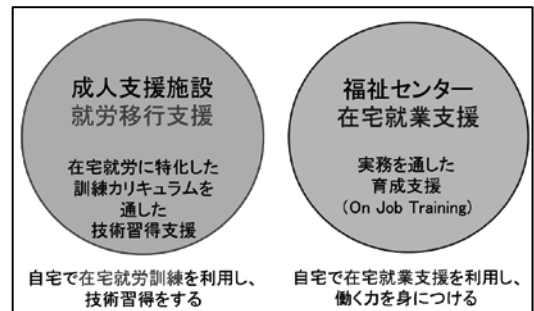 成人支援施設
就労移行支援
在宅就労に特化した
訓練カリキュラムを
通した
技術習得支援
自宅で在宅就労訓練を利用し、
技術習得をする
福祉センター
在宅就業支援
実務を通した
育成支援
(On Job Training)
自宅で在宅就業支援を利用し、
働く力を身につける